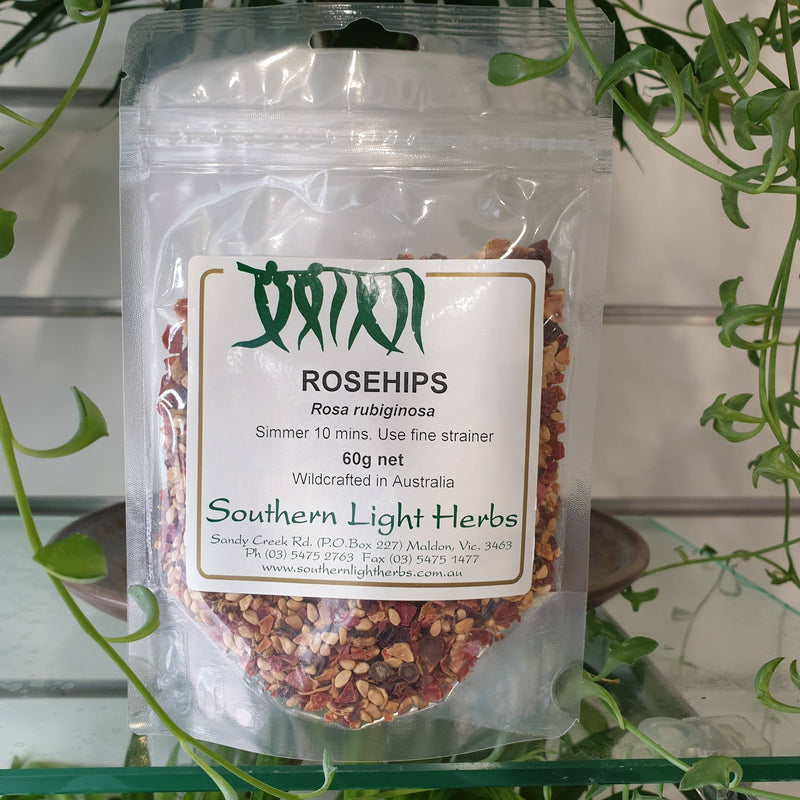 ROSEHIPS
Rosa rubiginosa
Simmer 10 mins. Use fine strainer
60g net
Wildcrafted in Australia
Southern Light Herbs
Sandy Creek Rd. (P.O.Box 227) Maldon, Vic. 3463
Ph (03) 5475 2763 Fax (03) 5475 1477
www.southernlightherbs.com.au